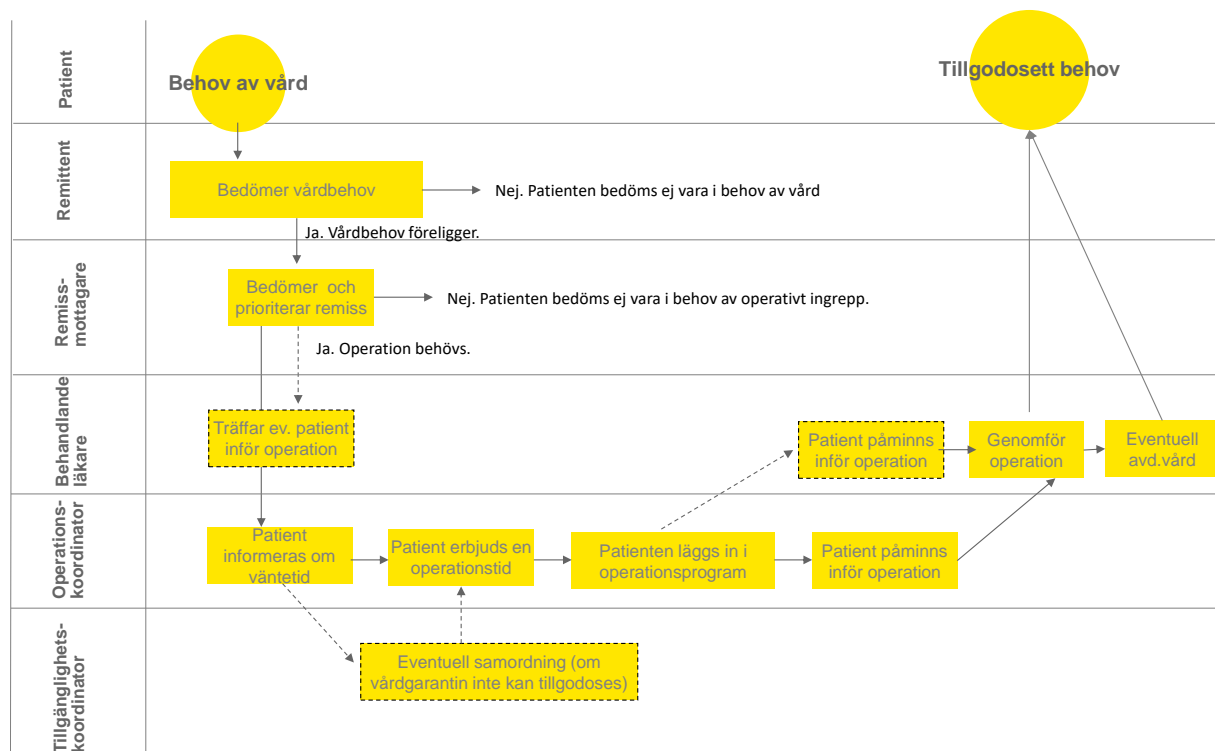 Patient
Behov av vård
Tillgodosett behov
Remittent
Bedömer vårdbehov
Nej. Patienten bedöms ej vara i behov av vård
Ja. Vårdbehov föreligger.
Remiss-
mottagare
Bedömer och
prioriterar remiss
Nej. Patienten bedöms ej vara i behov av operativt ingrepp.
Ja. Operation behövs.
Behandlande
läkare
Träffar ev. patient
inför operation
Patient påminns
inför operation
Genomför
operation
Eventuell
avd.vård
Operations-
koordinator
Patient
informeras om
väntetid
Patient erbjuds en
operationstid
Patienten läggs in i
operationsprogram
Patient påminns
inför operation
Tillgänglighets-
koordinator
Eventuell samordning (om
vårdgarantin inte kan tillgodoses)